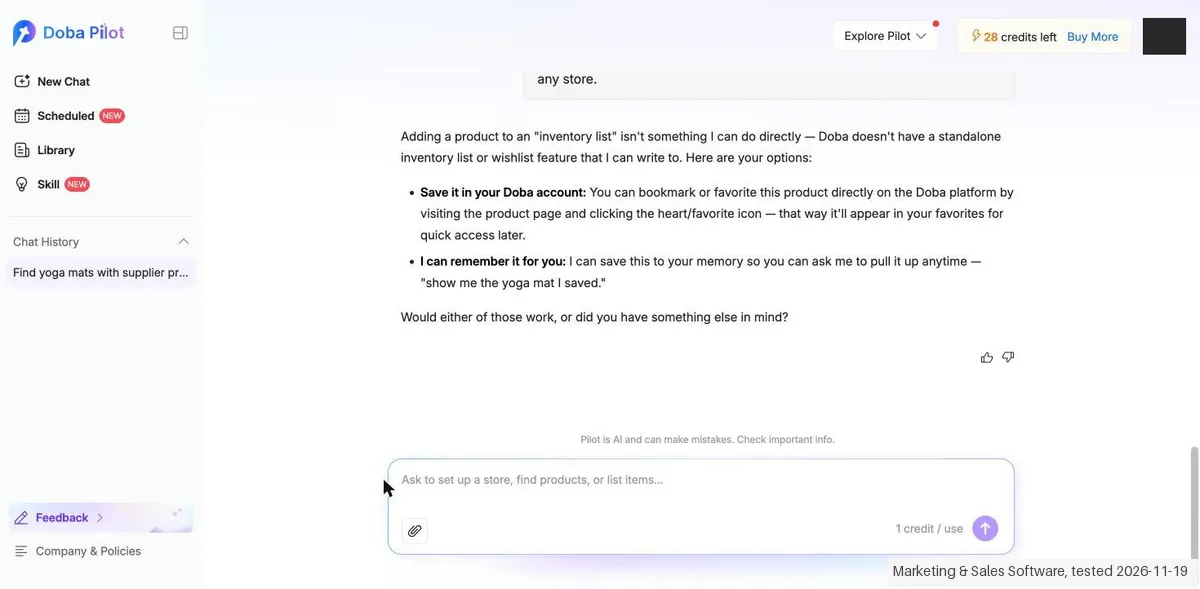 Doba Pilot
New Chat
Scheduled NEW
Library
Skill NEW
Chat History
Find yoga mats with supplier pr...
Feedback
Company & Policies
Explore Pilot
28 credits left Buy More
any store.
Adding a product to an "inventory list" isn't something I can do directly — Doba doesn't have a standalone
inventory list or wishlist feature that I can write to. Here are your options:
• Save it in your Doba account: You can bookmark or favorite this product directly on the Doba platform by
visiting the product page and clicking the heart/favorite icon — that way it'll appear in your favorites for
quick access later.
• I can remember it for you: I can save this to your memory so you can ask me to pull it up anytime —
"show me the yoga mat I saved."
Would either of those work, or did you have something else in mind?
Pilot is AI and can make mistakes. Check important info.
Ask to set up a store, find products, or list items...
1 credit / use
Marketing & Sales Software, tested 2026-11-19